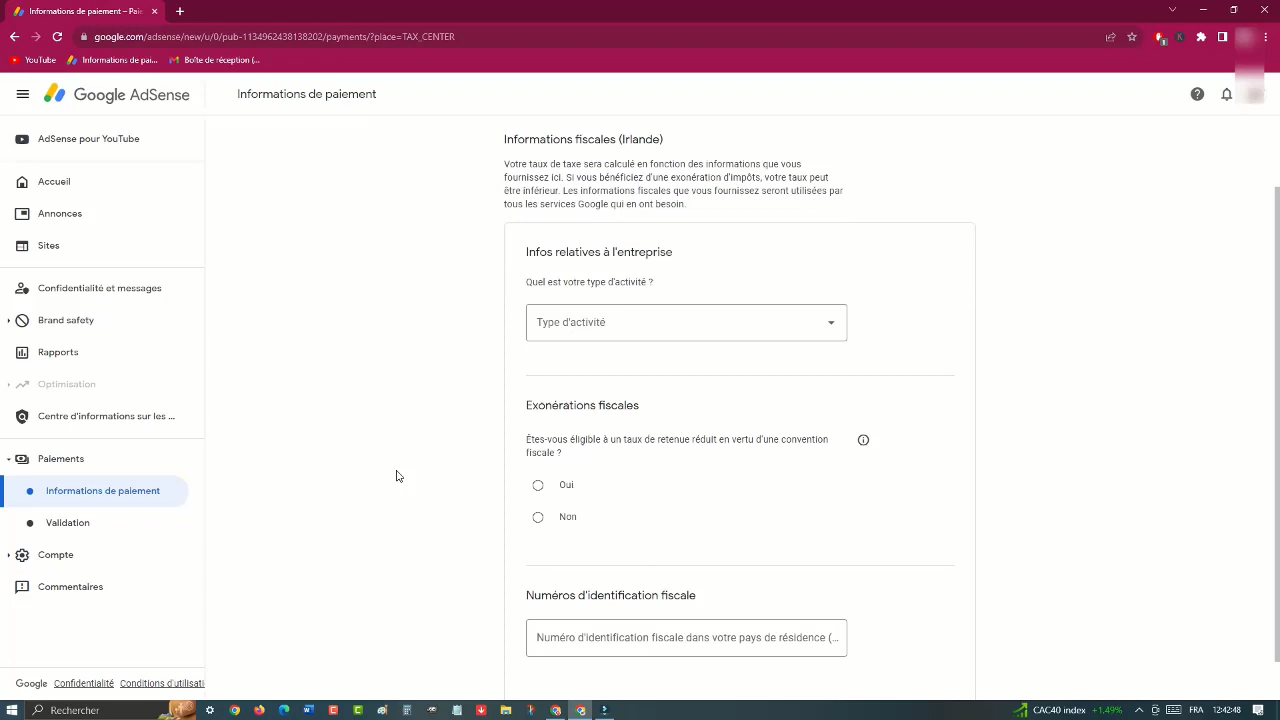 Informations de paiement – Pai
google.com/adsense/new/u/0/pub-1134962438138202/payments/?place=TAX_CENTER
YouTube
Informations de pai...
Boîte de réception (...
Google AdSense
Informations de paiement
AdSense pour YouTube
Accueil
Annonces
Sites
Confidentialité et messages
Brand safety
Rapports
Optimisation
Centre d'informations sur les ...
Paiements
Informations de paiement
Validation
Compte
Commentaires
Google Confidentialité Conditions d'utilisati
Informations fiscales (Irlande)
Votre taux de taxe sera calculé en fonction des informations que vous
fournissez ici. Si vous bénéficiez d'une exonération d'impôts, votre taux peut
être inférieur. Les informations fiscales que vous fournissez seront utilisées par
tous les services Google qui en ont besoin.
Infos relatives à l'entreprise
Quel est votre type d'activité ?
Type d'activité
Exonérations fiscales
Êtes-vous éligible à un taux de retenue réduit en vertu d'une convention
fiscale ?
Oui
Non
Numéros d'identification fiscale
Numéro d'identification fiscale dans votre pays de résidence (...
Rechercher
CAC40 index +1,49%
FRA
12:42:48